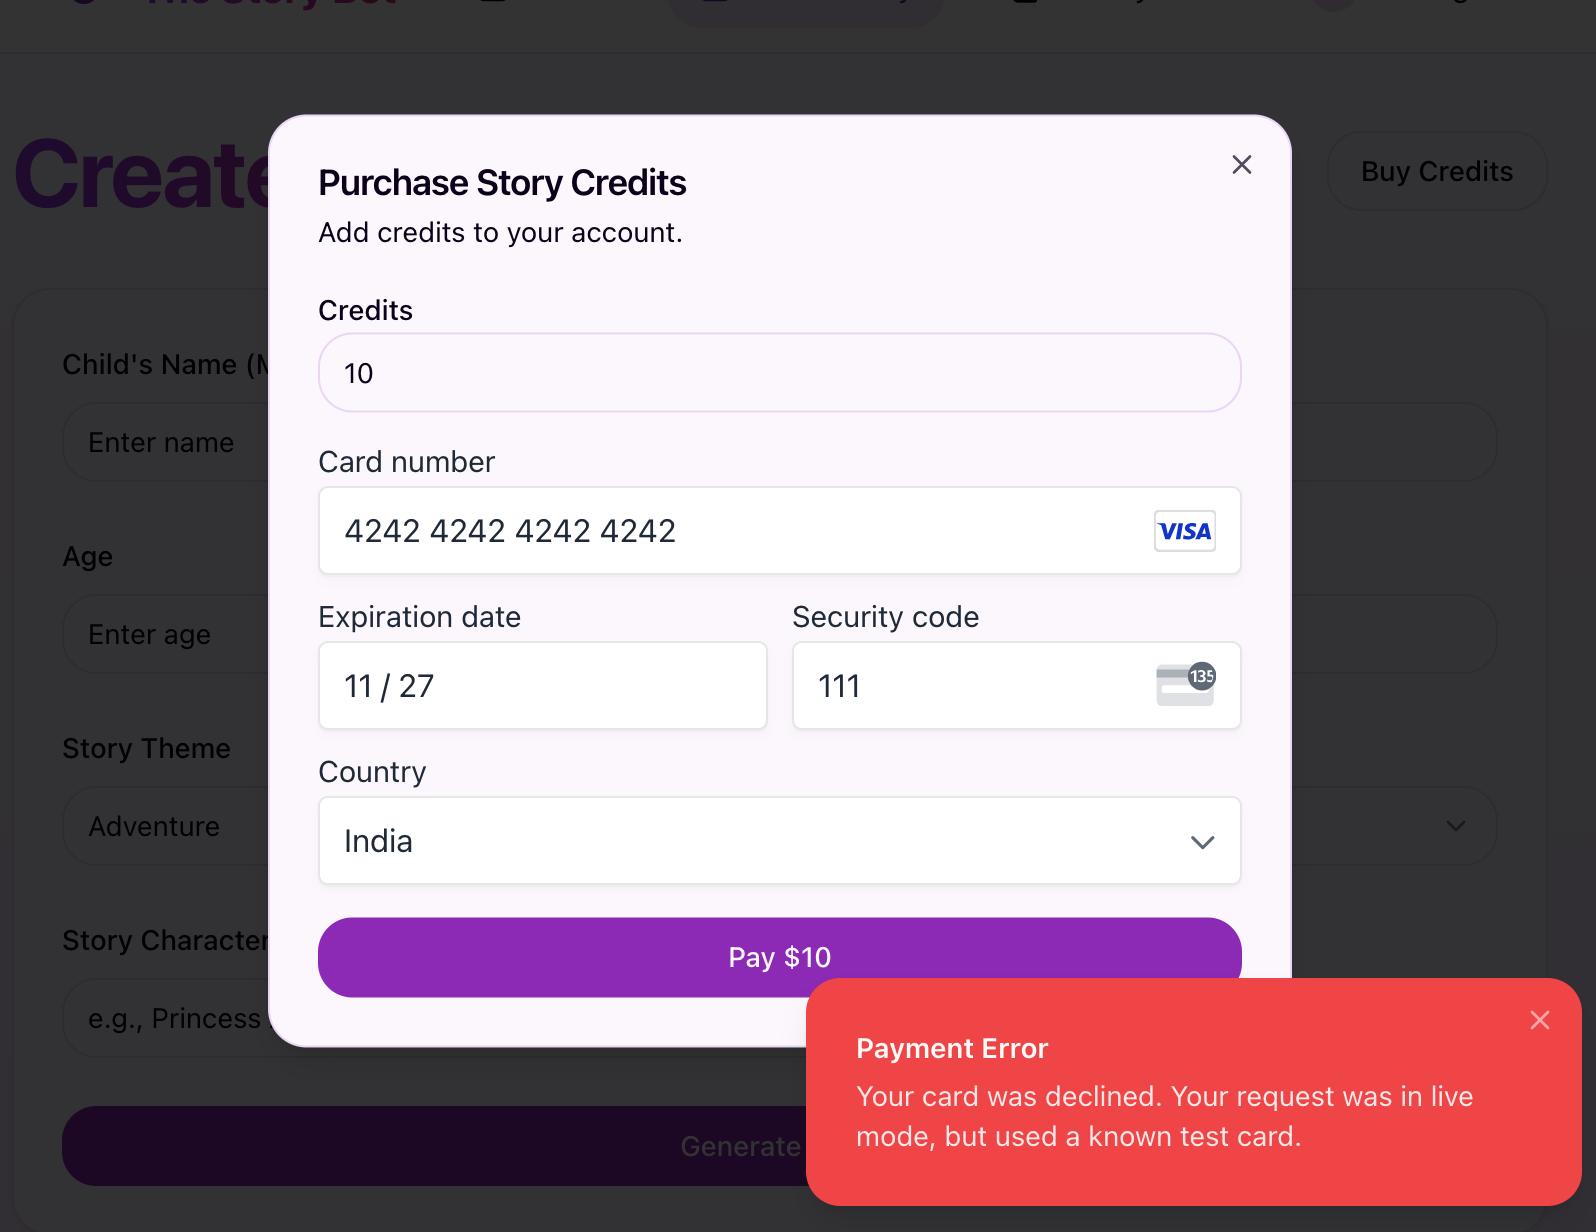 The Story Bot
Create
Buy Credits
Purchase Story Credits
Add credits to your account.
Credits
10
Child's Name (M
Enter name
Card number
4242 4242 4242 4242
VISA
Age
Enter age
Expiration date
Security code
11 / 27
111
135
Story Theme
Adventure
Country
India
Story Character
e.g., Princess
Pay $10
Generate
Payment Error
Your card was declined. Your request was in live
mode, but used a known test card.